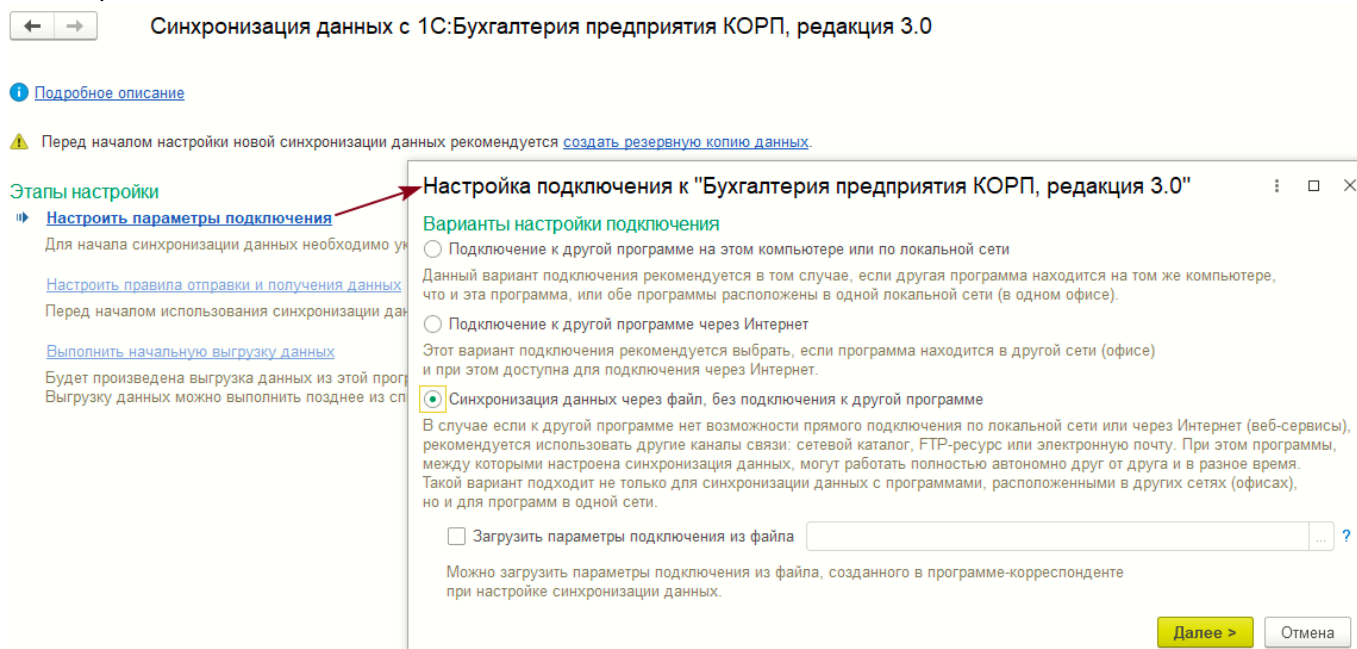 Синхронизация данных с 1С:Бухгалтерия предприятия КОРП, редакция 3.0
Подробное описание
Перед началом настройки новой синхронизации данных рекомендуется создать резервную копию данных.
Этапы настройки
Настроить параметры подключения
Для начала синхронизации данных необходимо
Настроить правила отправки и получения данных
Перед началом использования синхронизации
Выполнить начальную выгрузку данных
Будет произведена выгрузка данных из этой
Выгрузку данных можно выполнить позднее из
Настройка подключения к "Бухгалтерия предприятия КОРП, редакция 3.0"
Варианты настройки подключения
Подключение к другой программе на этом компьютере или по локальной сети
Данный вариант подключения рекомендуется в том случае, если другая программа находится на том же компьютере,
что и эта программа, или обе программы расположены в одной локальной сети (в одном офисе).
Подключение к другой программе через Интернет
Этот вариант подключения рекомендуется выбрать, если программа находится в другой сети (офисе)
и при этом доступна для подключения через Интернет.
Синхронизация данных через файл, без подключения к другой программе
В случае если к другой программе нет возможности прямого подключения по локальной сети или через Интернет (веб-сервисы),
рекомендуется использовать другие каналы связи: сетевой каталог, FTP-ресурс или электронную почту. При этом программы,
между которыми настроена синхронизация данных, могут работать полностью автономно друг от друга и в разное время.
Такой вариант подходит не только для синхронизации данных с программами, расположенными в других сетях (офисах),
но и для программ в одной сети.
Загрузить параметры подключения из файла ... ?
Можно загрузить параметры подключения из файла, созданного в программе-корреспонденте
при настройке синхронизации данных.
Далее > Отмена